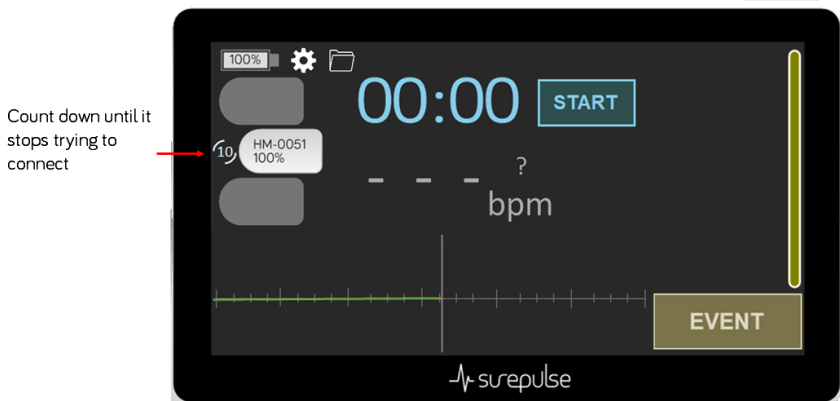 100%
00:00
START
Count down until it
stops trying to
connect
10
HM-0051
100%
- - - ?
bpm
EVENT
surepulse